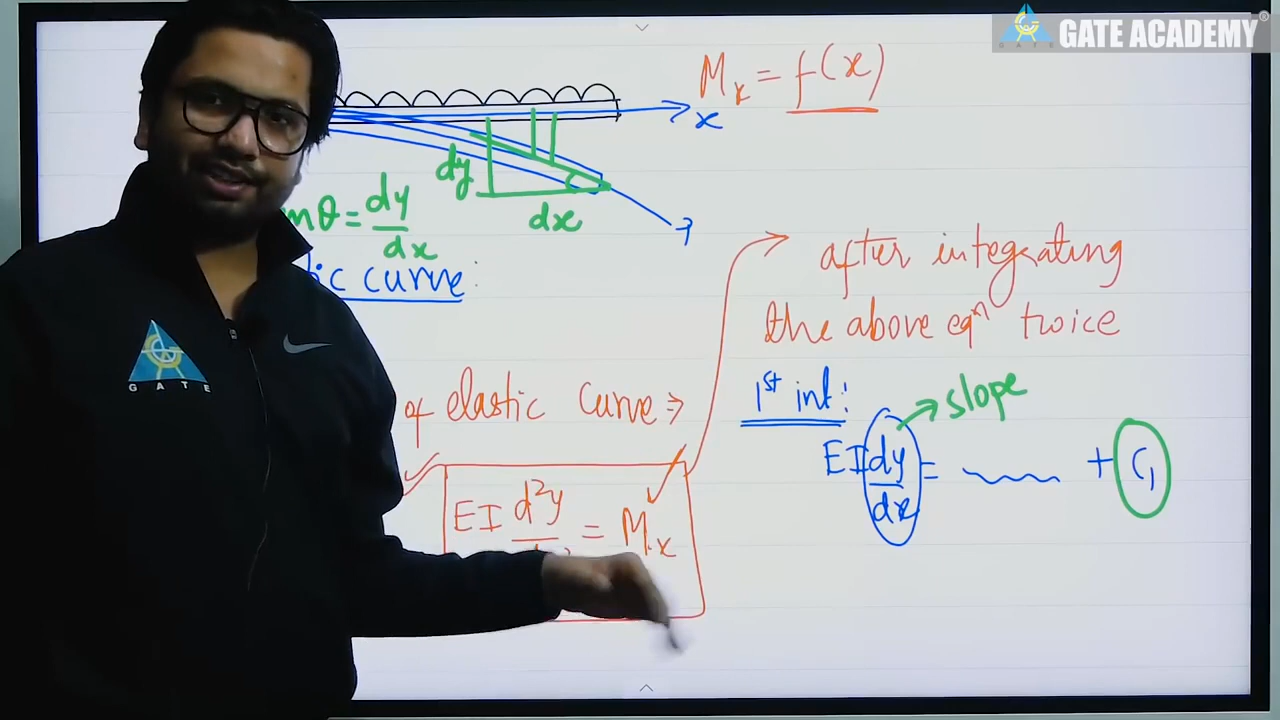 GATE ACADEMY
GATE
Mx = f(x)
x
dy
dx
θ = dy/dx
curve:
after integrating
the above eqn twice
1st int:
slope
EI dy/dx = + C1
of elastic curve ⇒
EI d²y = Mx
GATE